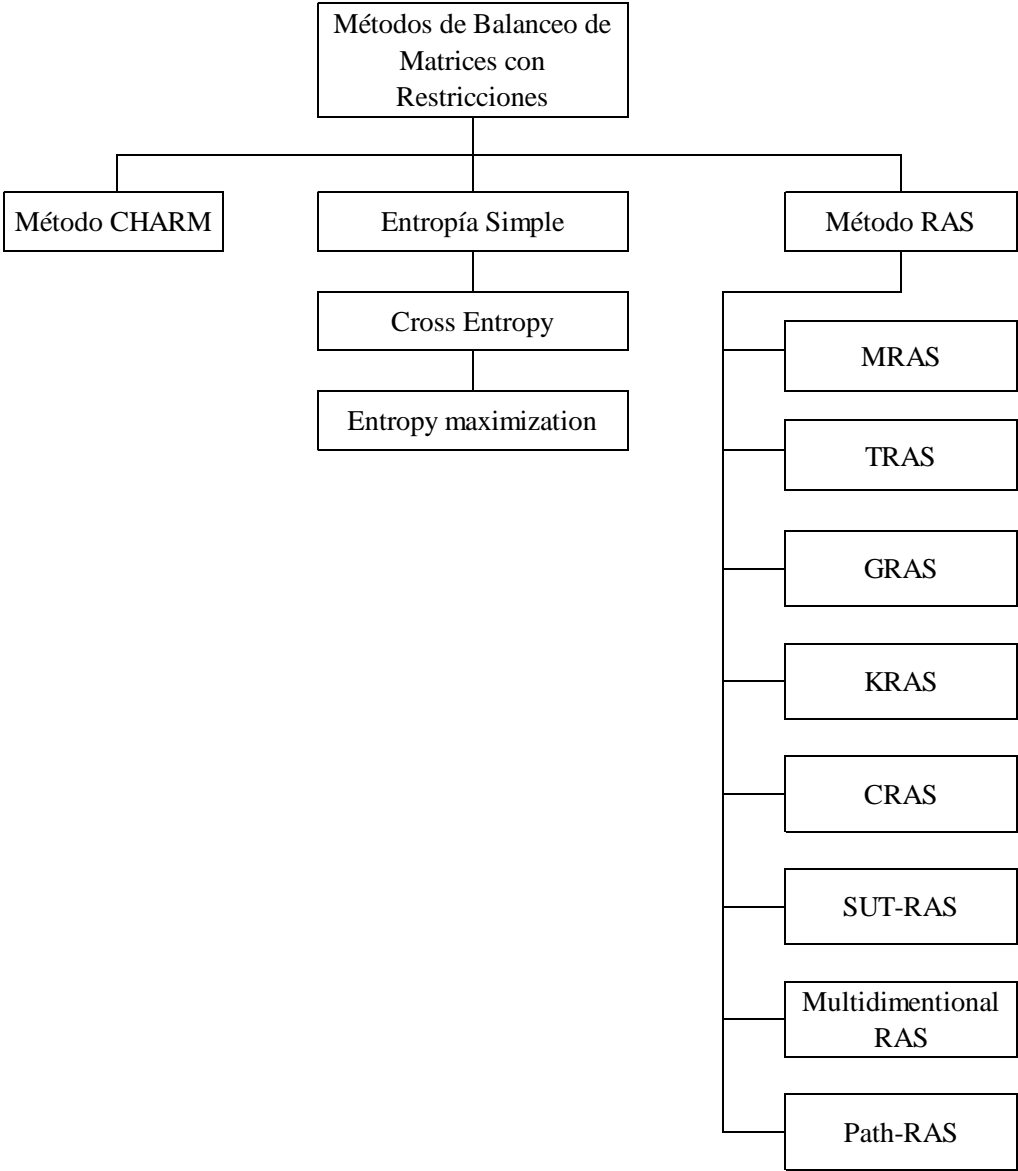 Métodos de Balanceo de
Matrices con
Restricciones
Método CHARM
Entropía Simple
Método RAS
Cross Entropy
Entropy maximization
MRAS
TRAS
GRAS
KRAS
CRAS
SUT-RAS
Multidimentional
RAS
Path-RAS